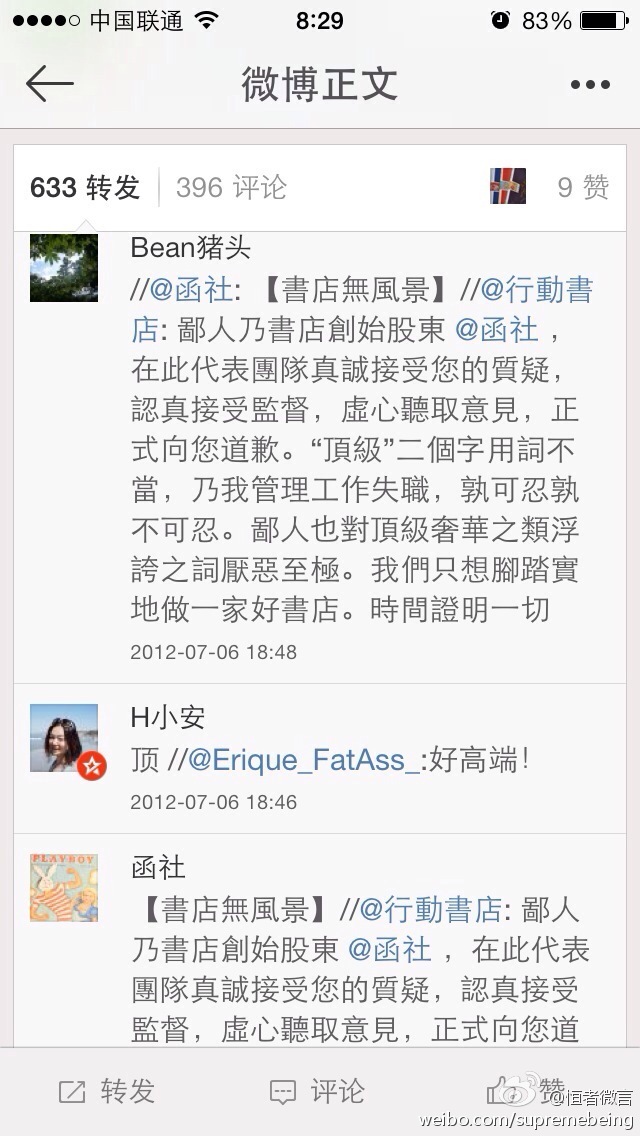 中国联通 8:29 83%
微博正文
633 转发 396 评论 9 赞
Bean猪头
//@函社: 【書店無風景】//@行動書
店: 鄙人乃書店創始股東 @函社 ，
在此代表團隊真誠接受您的質疑，
認真接受監督，虛心聽取意見，正
式向您道歉。“頂級”二個字用詞不
當，乃我管理工作失職，孰可忍孰
不可忍。鄙人也對頂級奢華之類浮
誇之詞厭惡至極。我們只想腳踏實
地做一家好書店。時間證明一切
2012-07-06 18:48
H小安
顶 //@Erique_FatAss_:好高端！
2012-07-06 18:46
PLAYBOY
函社
【書店無風景】//@行動書店: 鄙人
乃書店創始股東 @函社 ，在此代表
團隊真誠接受您的質疑，認真接受
監督，虛心聽取意見，正式向您道
转发 评论 赞
@恒者微言
weibo.com/supremebeing